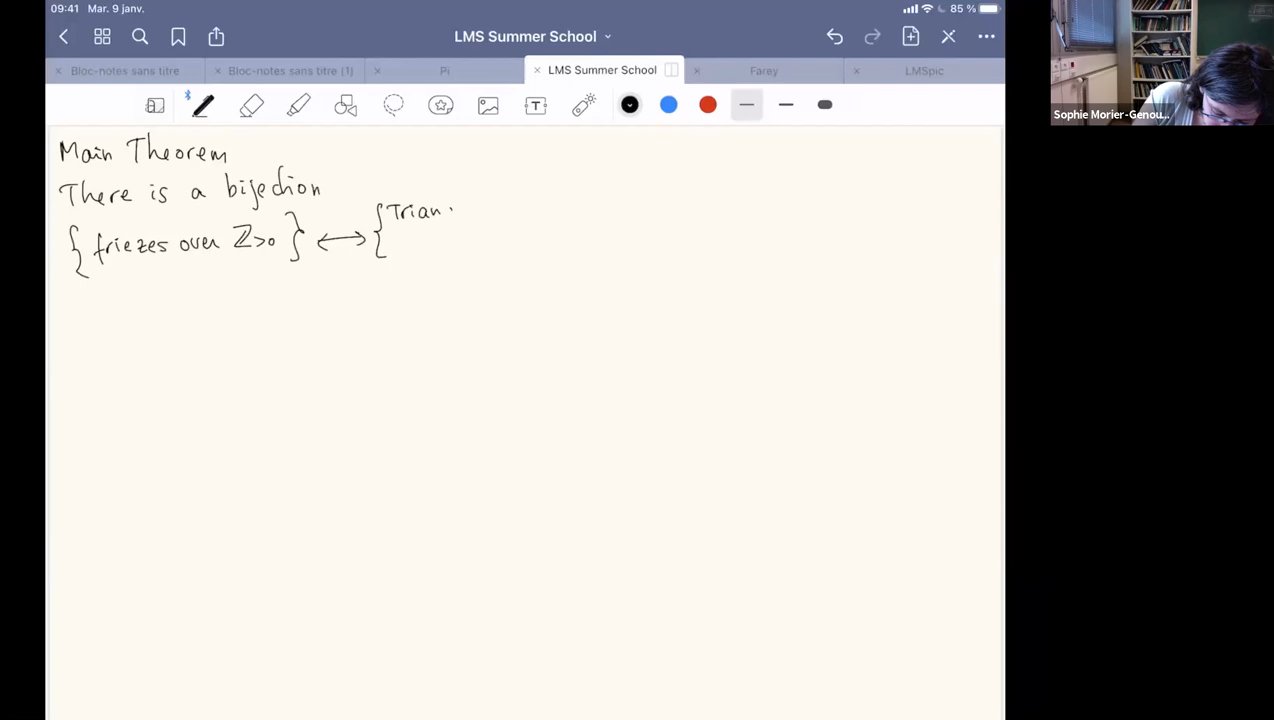 09:41 Mar. 9 janv.
85 %
LMS Summer School
Bloc-notes sans titre
Bloc-notes sans titre (1)
Pi
LMS Summer School
Farey
LMSpic
T
Main Theorem
There is a bijection
{ friezes over ℤ>0 } ⟷ { Trian
Sophie Morier-Genou...